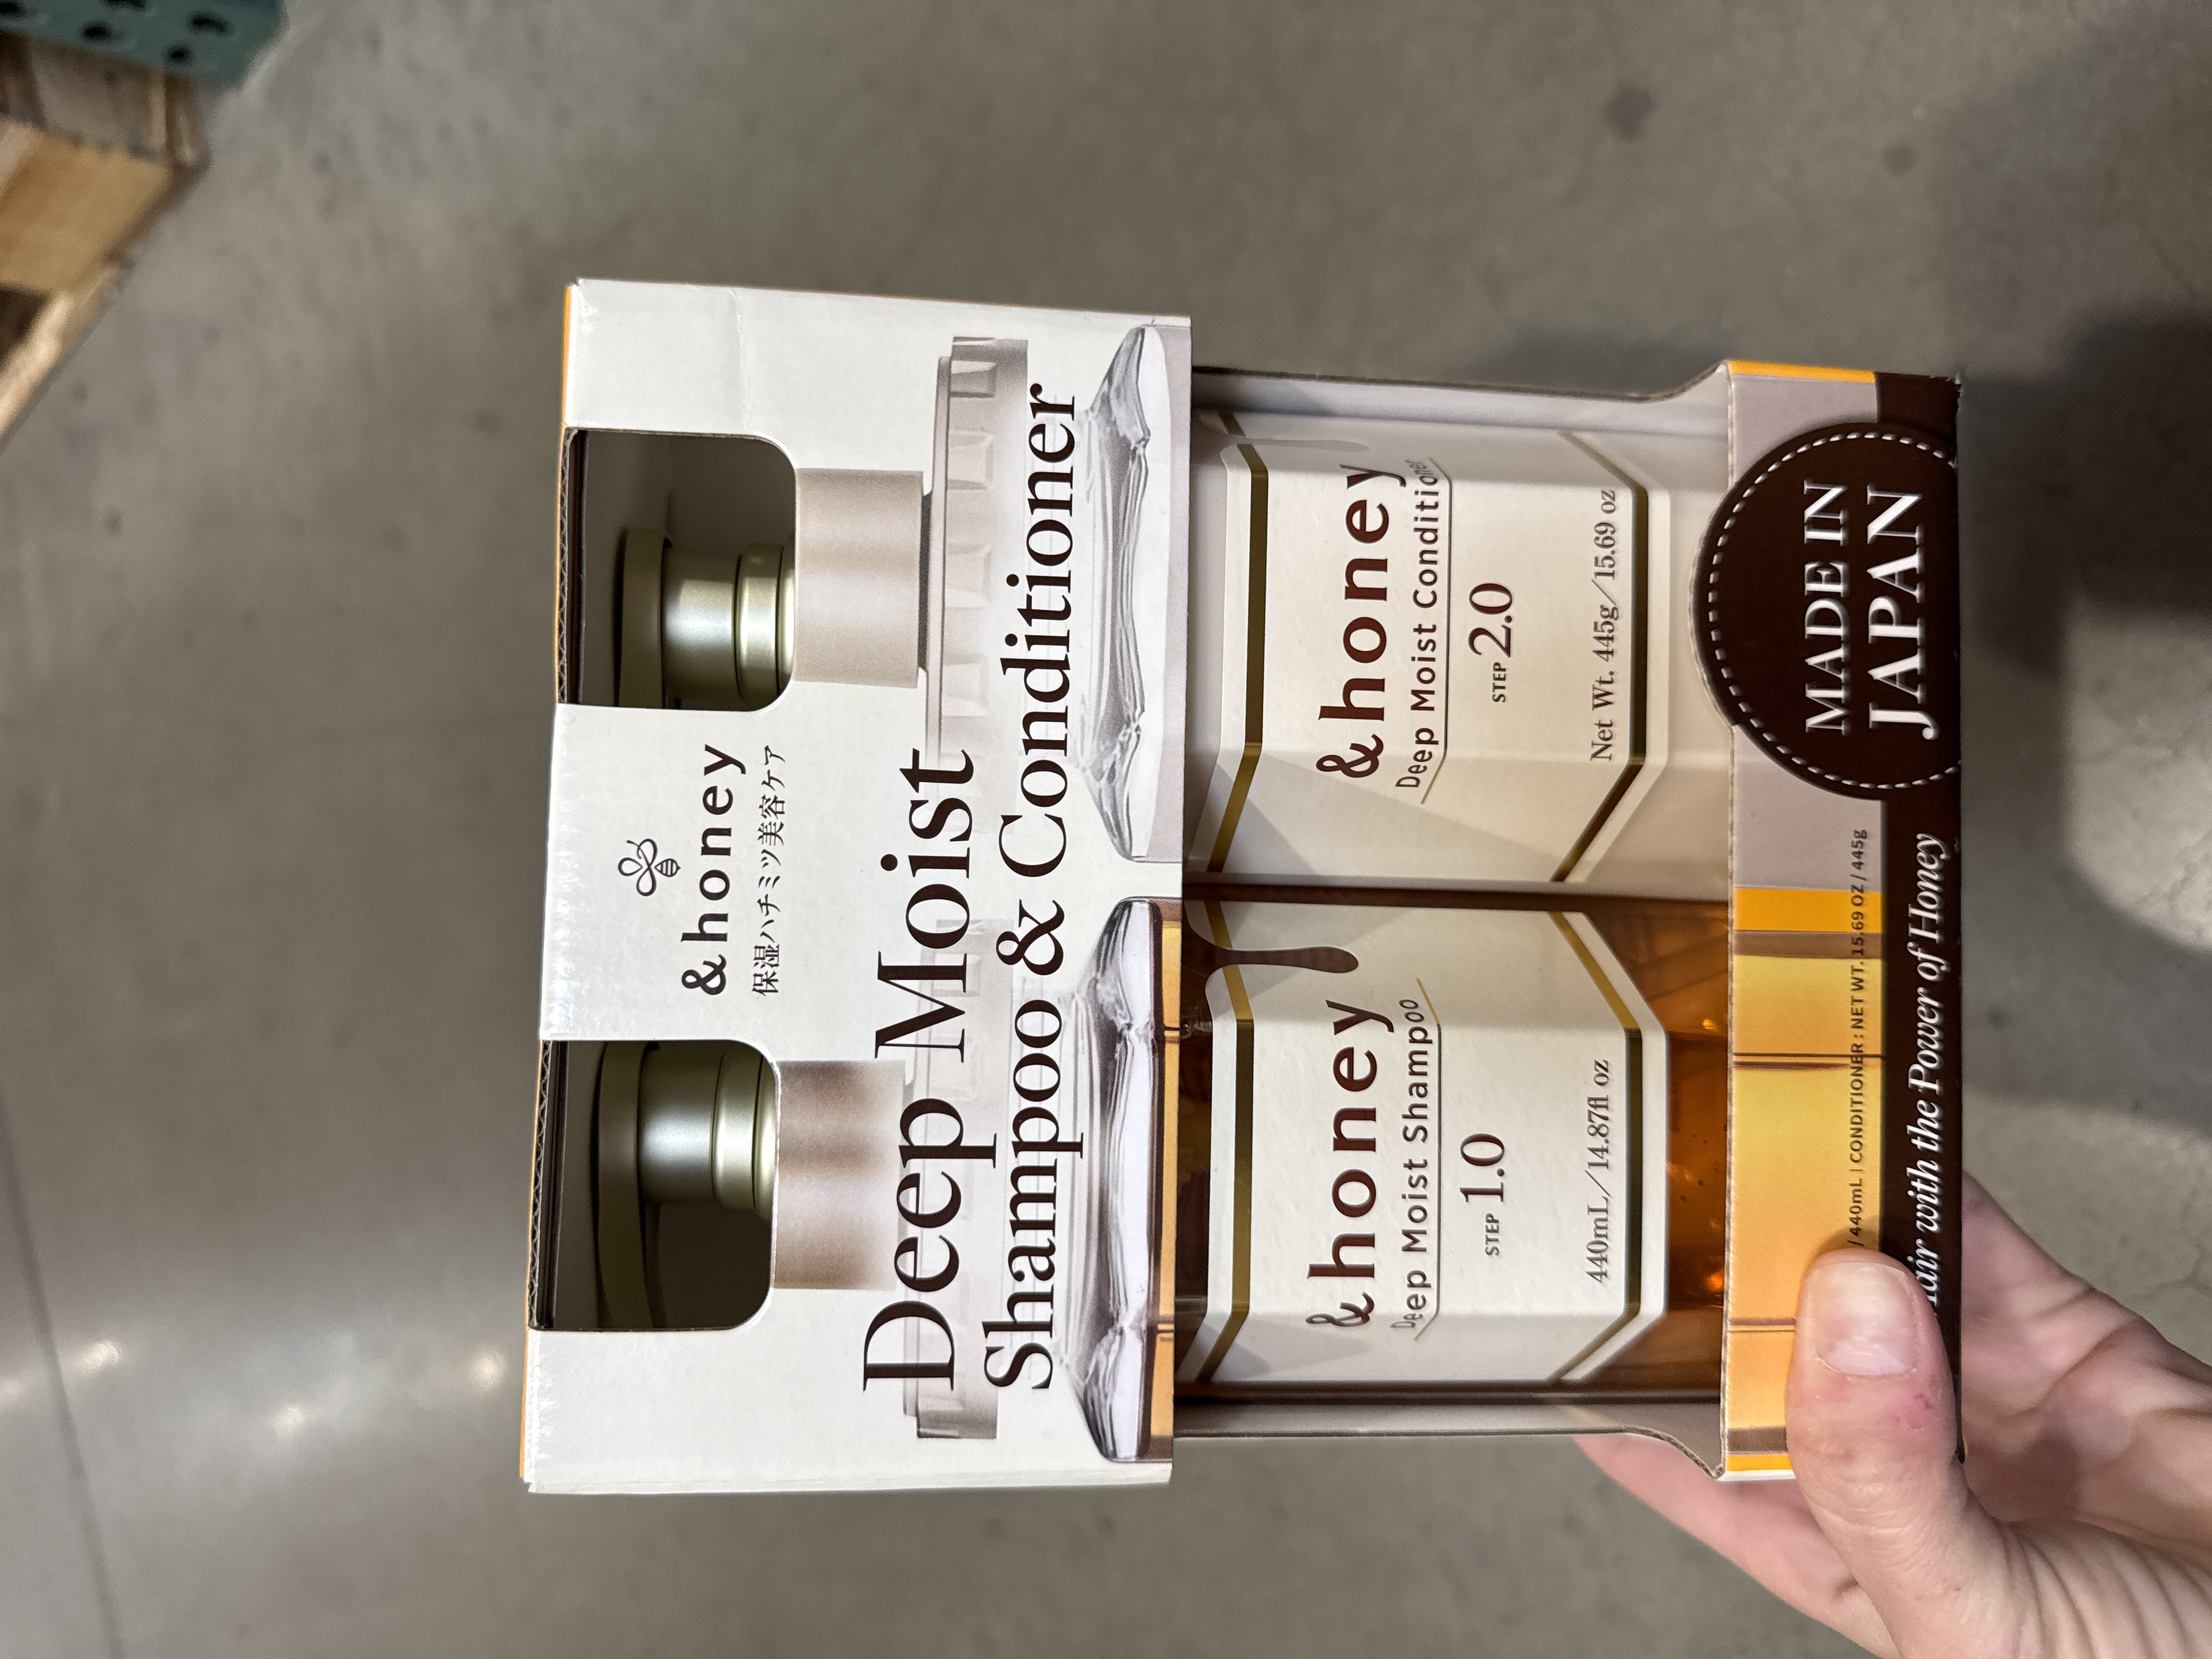 &honey
保湿ハチミツ美容ケア
Deep Moist
Shampoo & Conditioner
&honey
Deep Moist Shampoo
STEP 1.0
440mL/14.87fl oz
&honey
Deep Moist Conditioner
STEP 2.0
Net Wt. 445g/15.69 oz
/ 440mL | CONDITIONER : NET WT. 15.69 OZ / 445g
with the Power of Honey
MADE IN
JAPAN